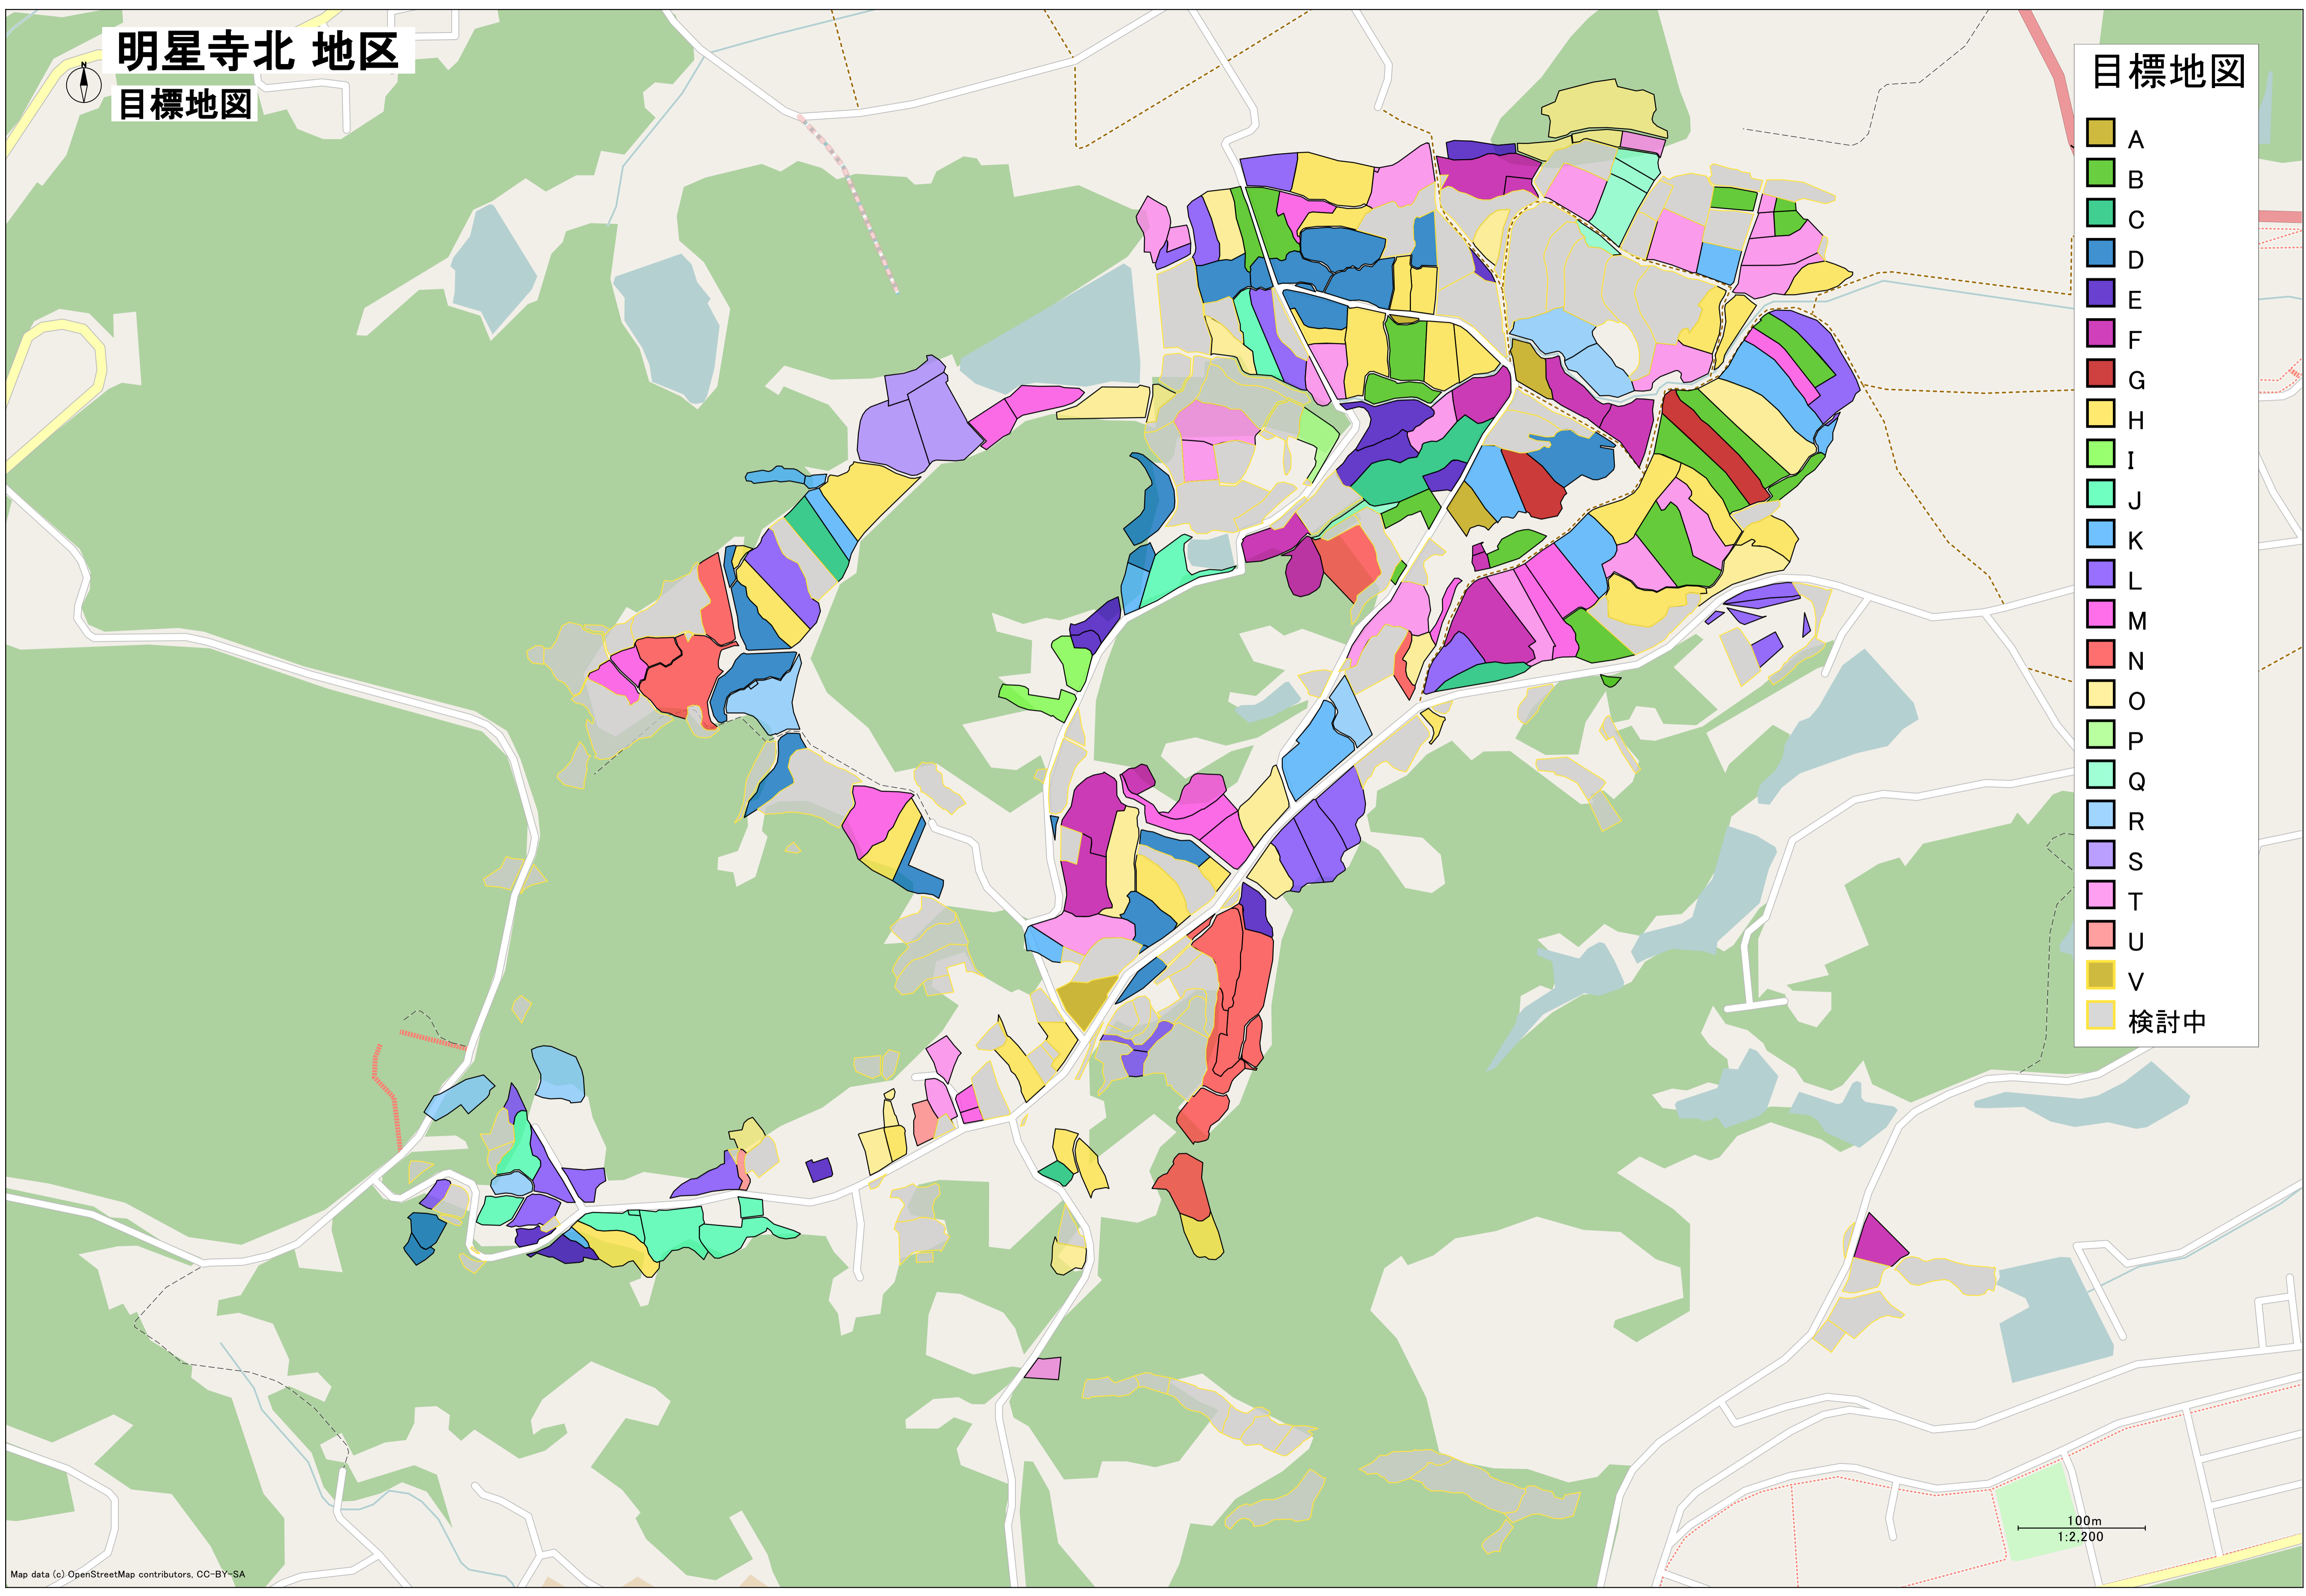 明星寺北 地区
目標地図
N
目標地図
A
B
C
D
E
F
G
H
I
J
K
L
M
N
O
P
Q
R
S
T
U
V
検討中
100m
1:2,200
Map data (c) OpenStreetMap contributors, CC-BY-SA